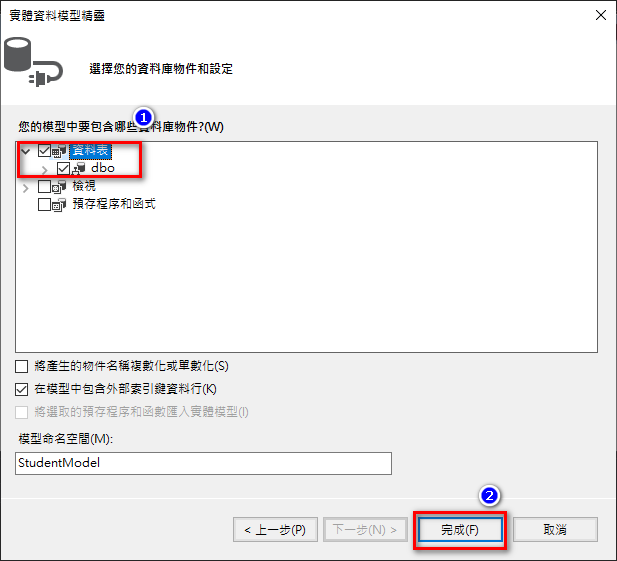 實體資料模型精靈
選擇您的資料庫物件和設定
1
您的模型中要包含哪些資料庫物件?(W)
資料表
dbo
檢視
預存程序和函式
將產生的物件名稱複數化或單數化(S)
在模型中包含外部索引鍵資料行(K)
將選取的預存程序和函數匯入實體模型(I)
模型命名空間(M):
StudentModel
2
< 上一步(P) 下一步(N) > 完成(F) 取消